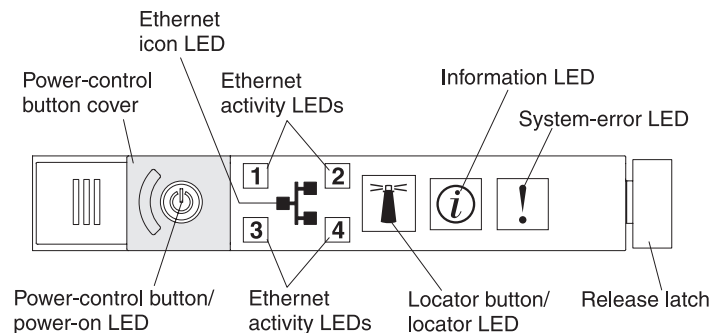 Ethernet
icon LED
Power-control
button cover
Ethernet
activity LEDs
Information LED
System-error LED
1
2
3
4
i
!
Power-control button/
power-on LED
Ethernet
activity LEDs
Locator button/
locator LED
Release latch